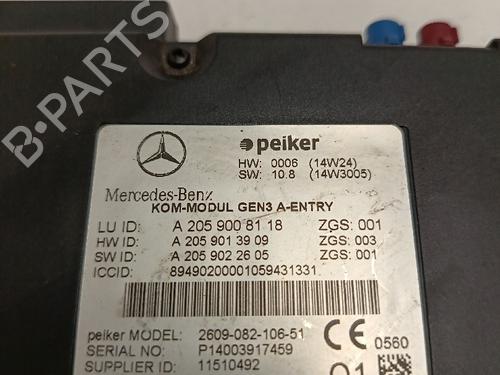 B-PARTS
peiker
HW: 0006 (14W24)
SW: 10.8 (14W3005)
Mercedes-Benz
KOM-MODUL GEN3 A-ENTRY
LU ID: A 205 900 81 18 ZGS: 001
HW ID: A 205 901 39 09 ZGS: 003
SW ID: A 205 902 26 05 ZGS: 001
ICCID: 89490200001059431331
peiker MODEL: 2609-082-106-51 CE 0560
SERIAL NO: P14003917459
SUPPLIER ID: 11510492 01